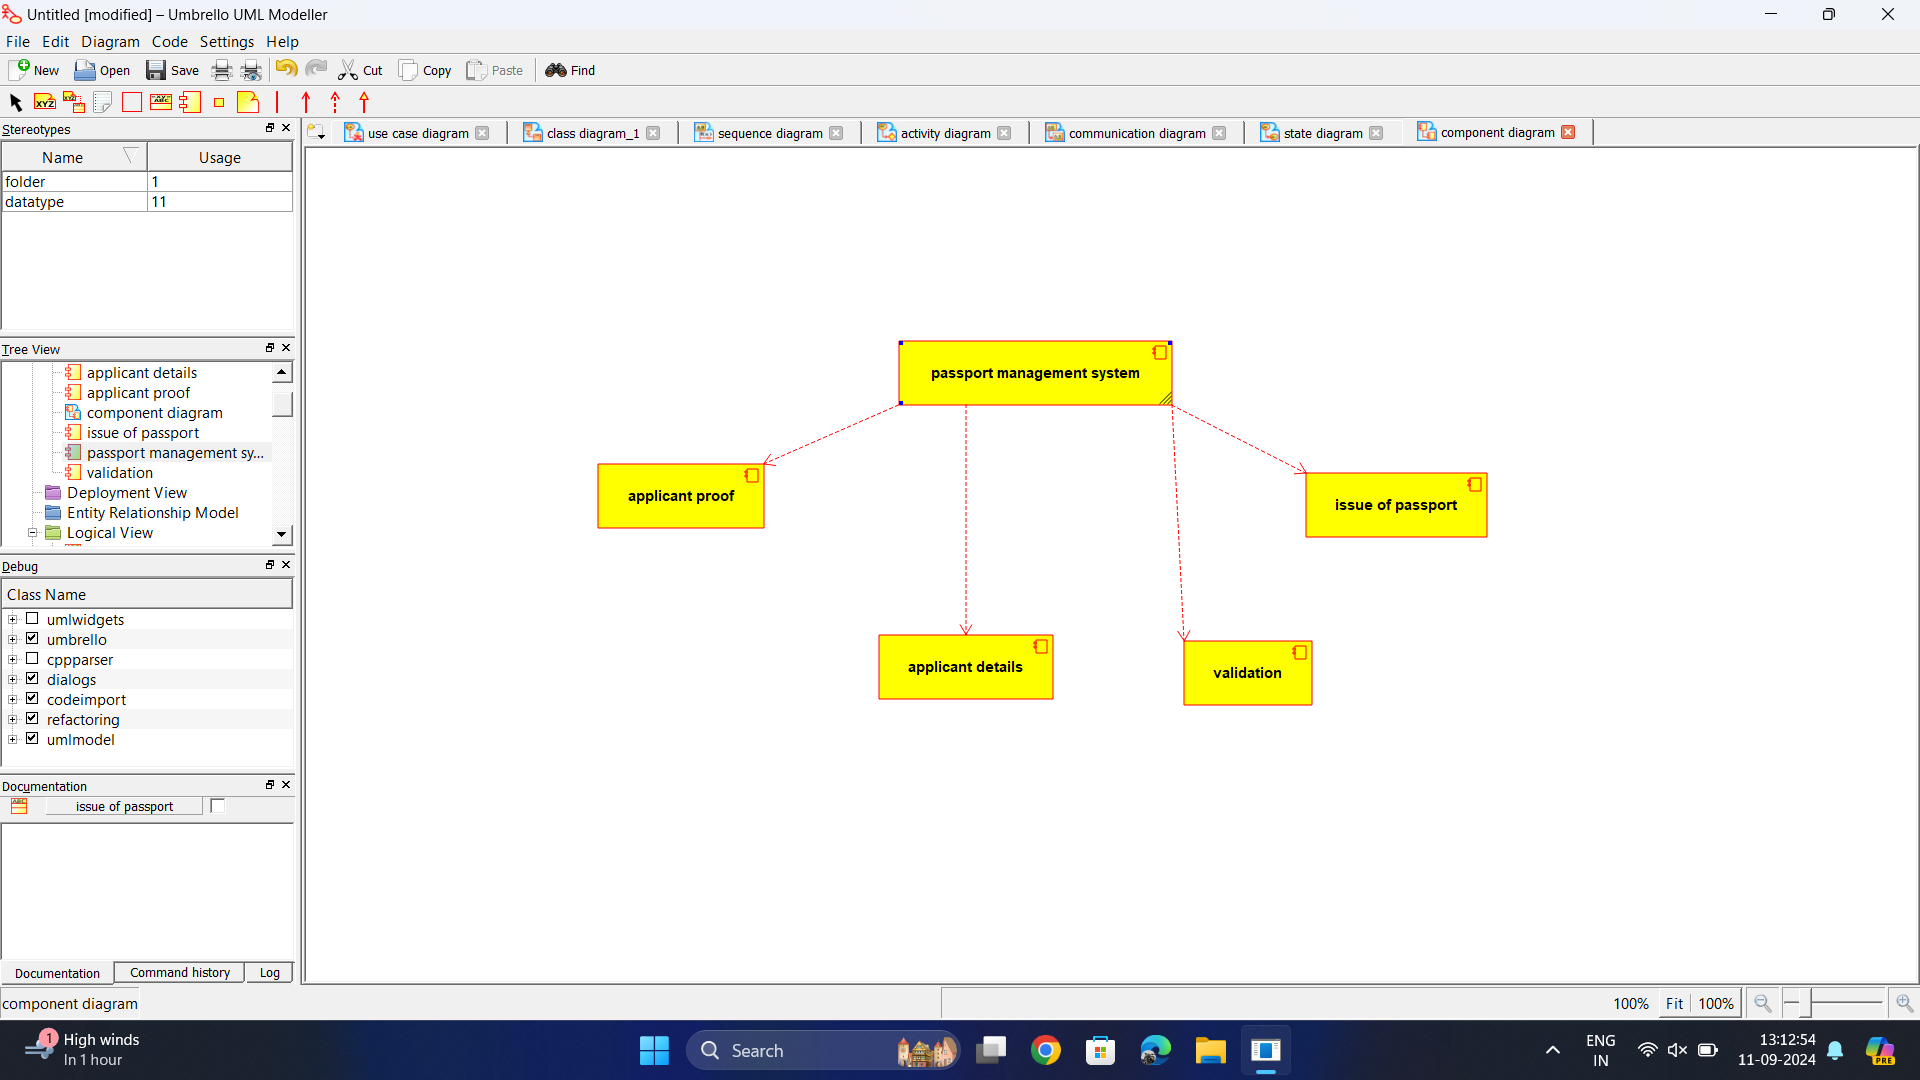 Untitled [modified] – Umbrello UML Modeller
File Edit Diagram Code Settings Help
New Open Save Cut Copy Paste Find
XYZ
Stereotypes
Name Usage
folder 1
datatype 11
use case diagram class diagram_1 sequence diagram activity diagram communication diagram state diagram component diagram
Tree View
applicant details
applicant proof
component diagram
issue of passport
passport management sy...
validation
Deployment View
Entity Relationship Model
Logical View
Debug
Class Name
umlwidgets
umbrello
cppparser
dialogs
codeimport
refactoring
umlmodel
Documentation
issue of passport
Documentation Command history Log
passport management system
applicant proof
issue of passport
applicant details
validation
component diagram
100% Fit 100%
1 High winds
In 1 hour
Search
ENG
IN
13:12:54
11-09-2024
PRE